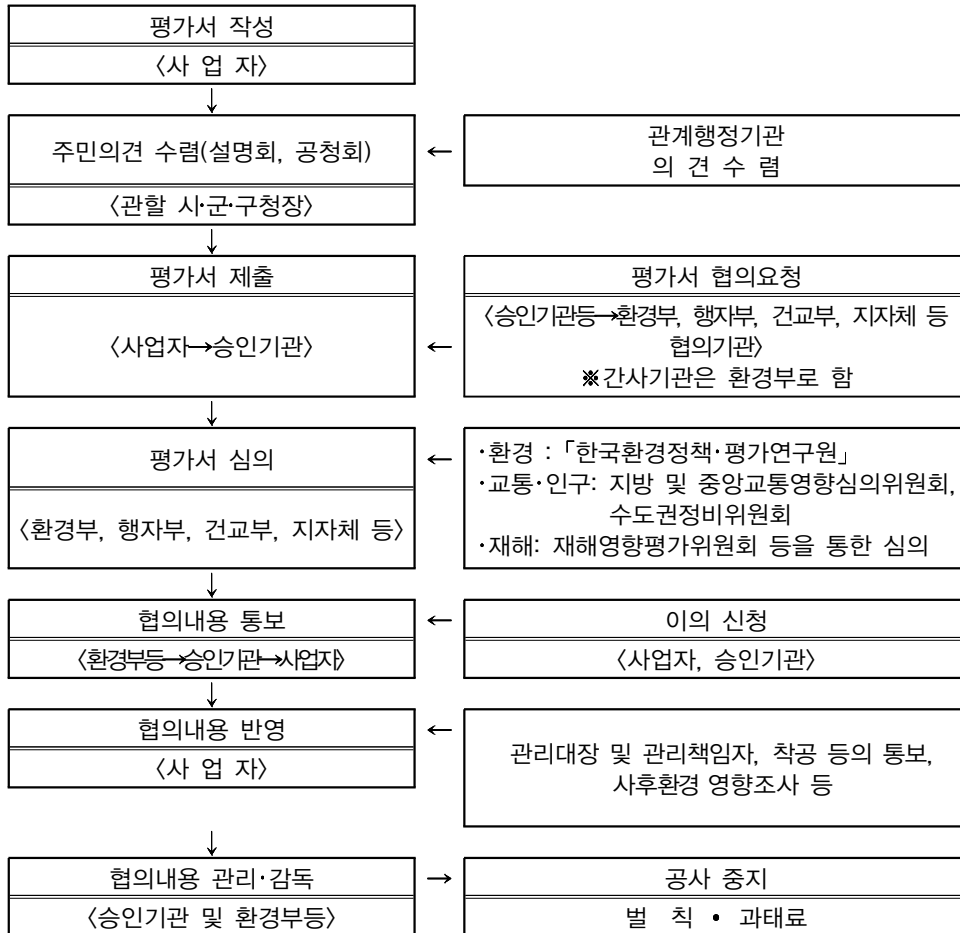 평가서 작성
〈사 업 자〉
↓
주민의견 수렴(설명회, 공청회)
〈관할 시·군·구청장〉
←
관계행정기관
의 견 수 렴
↓
평가서 제출
〈사업자→승인기관〉
←
평가서 협의요청
〈승인기관등→환경부, 행자부, 건교부, 지자체 등
협의기관〉
※간사기관은 환경부로 함
↓
평가서 심의
〈환경부, 행자부, 건교부, 지자체 등〉
←
·환경 :「한국환경정책·평가연구원」
·교통·인구: 지방 및 중앙교통영향심의위원회,
수도권정비위원회
·재해: 재해영향평가위원회 등을 통한 심의
↓
협의내용 통보
〈환경부등→승인기관→사업자〉
←
이의 신청
〈사업자, 승인기관〉
↓
협의내용 반영
〈사 업 자〉
←
관리대장 및 관리책임자, 착공 등의 통보,
사후환경 영향조사 등
↓
협의내용 관리·감독
〈승인기관 및 환경부등〉
→
공사 중지
벌 칙 • 과태료